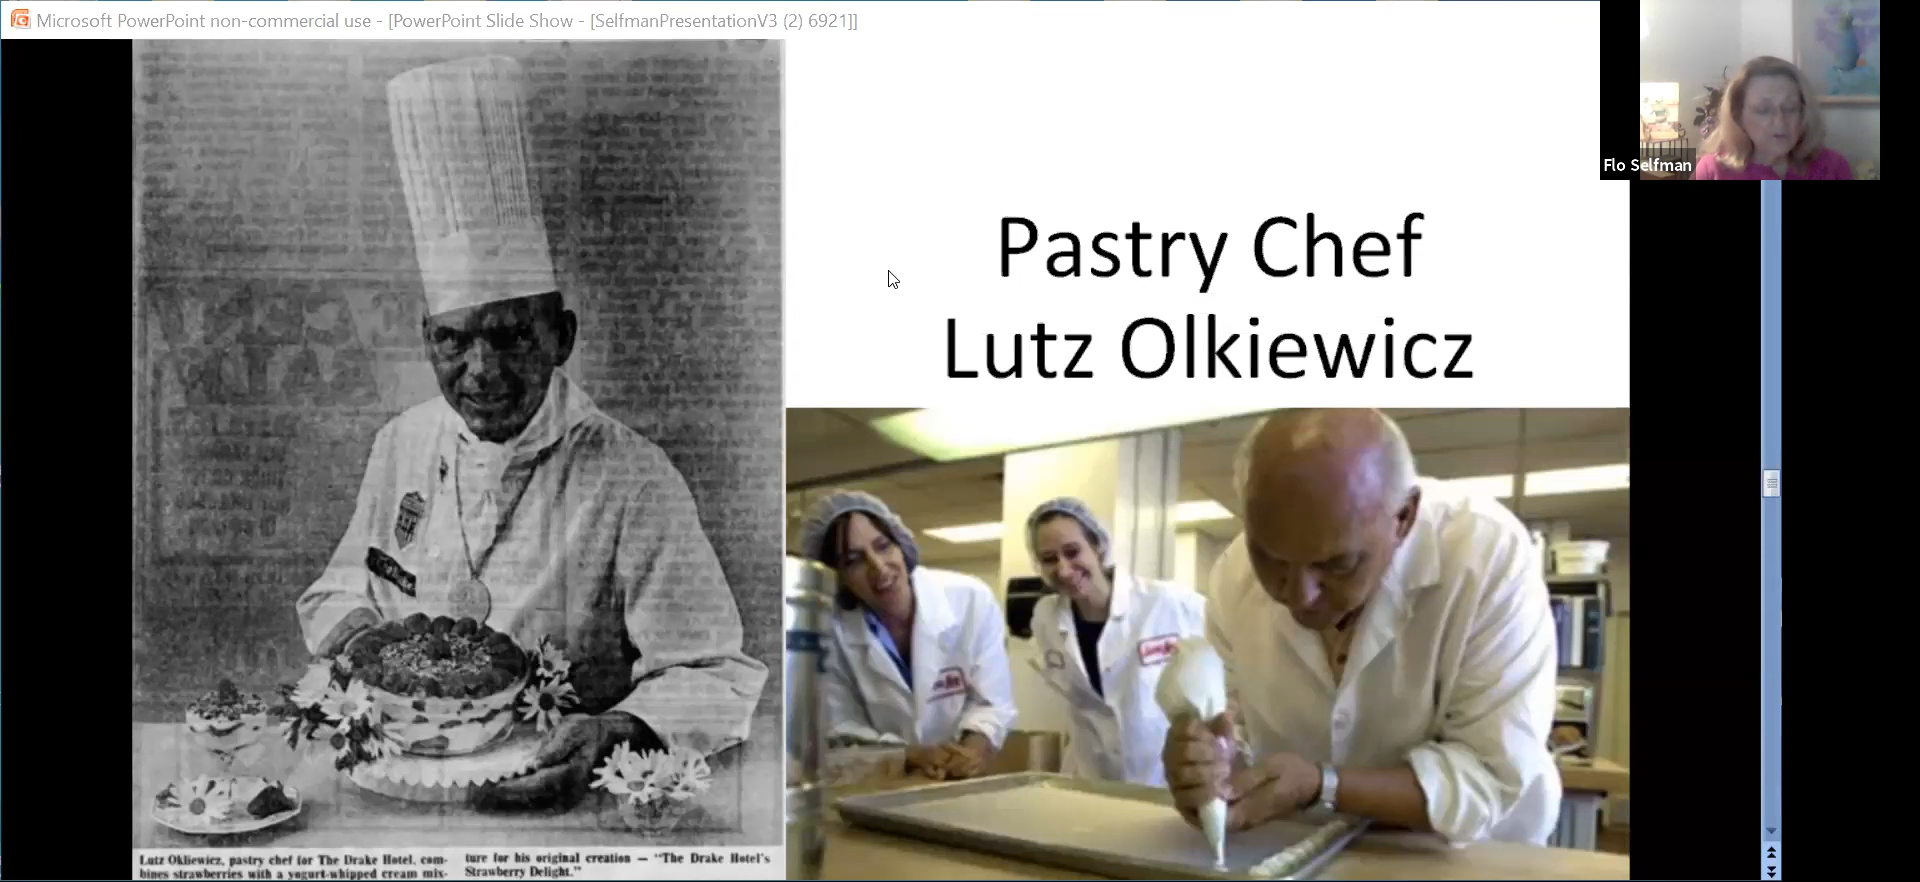 Microsoft PowerPoint non-commercial use - [PowerPoint Slide Show - [SelfmanPresentationV3 (2) 6921]]
Flo Selfman
Pastry Chef
Lutz Olkiewicz
Lutz Okliewicz, pastry chef for The Drake Hotel, com-
bines strawberries with a yogurt-whipped cream mix-
ture for his original creation — "The Drake Hotel's
Strawberry Delight."